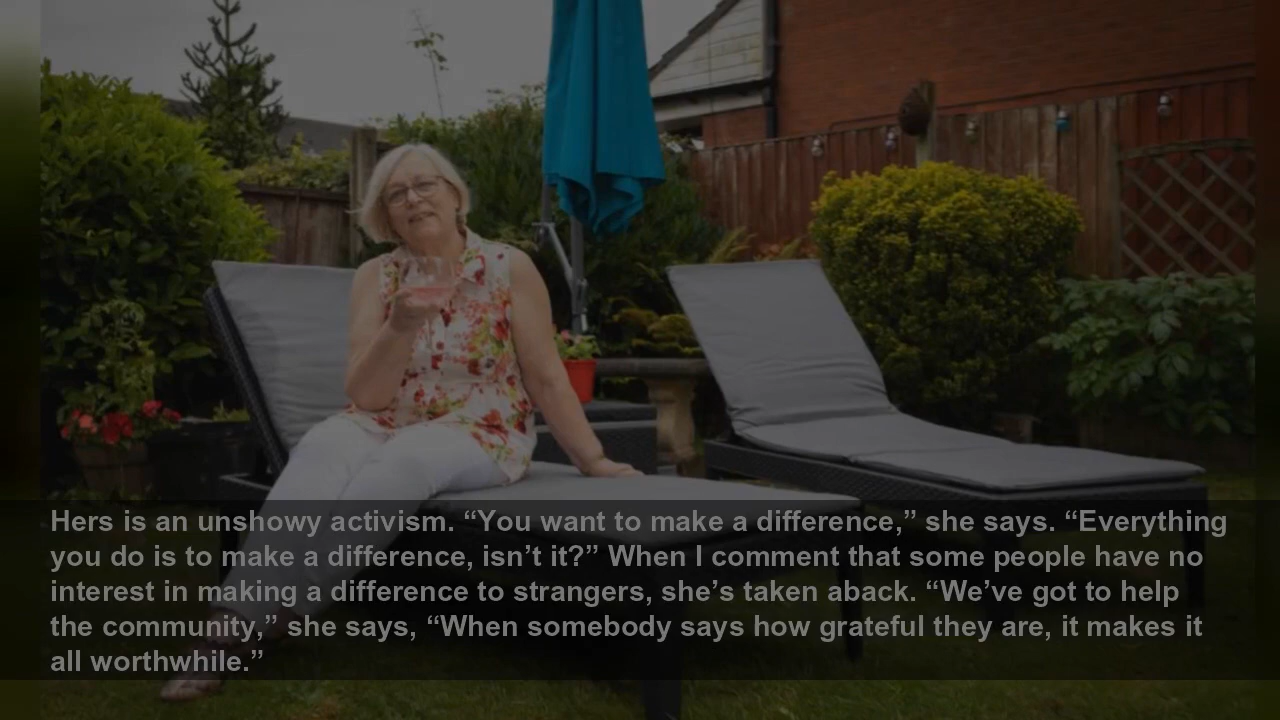 Hers is an unshowy activism. “You want to make a difference,” she says. “Everything
you do is to make a difference, isn’t it?” When I comment that some people have no
interest in making a difference to strangers, she’s taken aback. “We’ve got to help
the community,” she says, “When somebody says how grateful they are, it makes it
all worthwhile.”